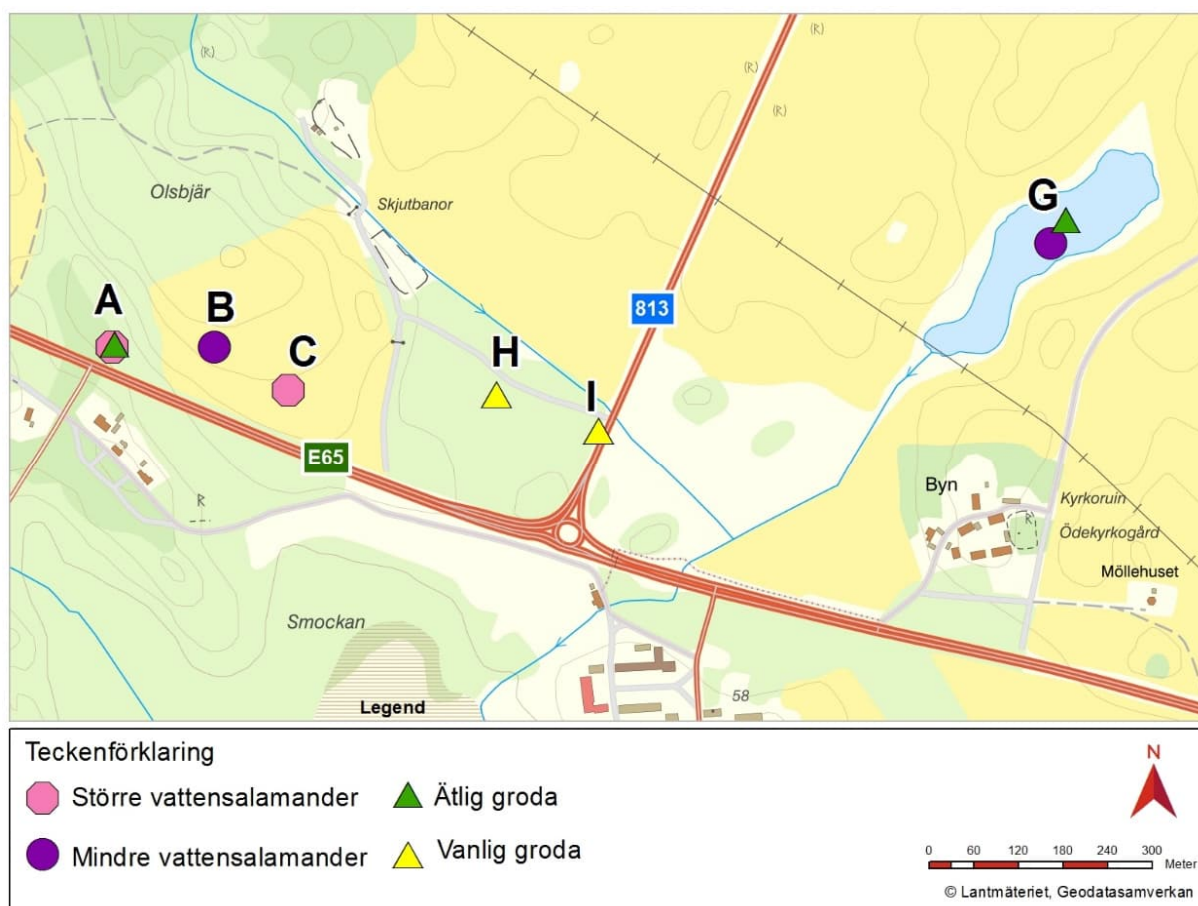 (R)
(R)
(R)
(R)
Olsbjär
Skjutbanor
G
A
B
C
813
H
I
E65
R
Byn
Kyrkoruin
R
Ödekyrkogård
Möllehuset
Smockan
58
Legend
Teckenförklaring
Större vattensalamander
Ätlig groda
Mindre vattensalamander
Vanlig groda
N
0 60 120 180 240 300
Meter
© Lantmäteriet, Geodatasamverkan